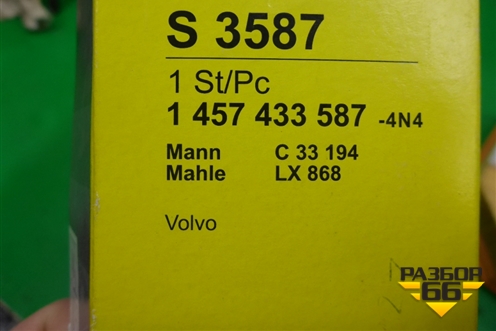 S 3587
1 St/Pc
1 457 433 587 -4N4
Mann C 33 194
Mahle LX 868
Volvo
РАЗБОР
66